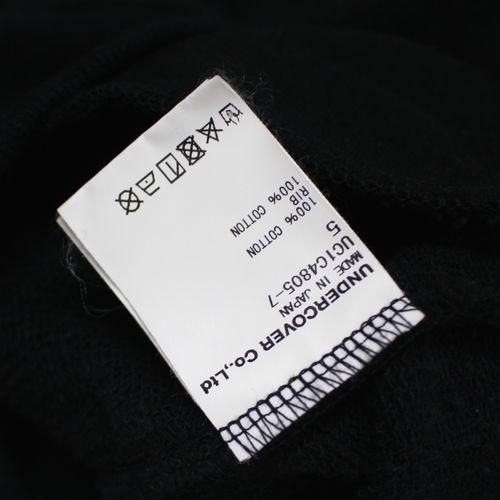 100% COTTON
RIB
100% COTTON
5
UC1C4805-7
MADE IN JAPAN
UNDERCOVER Co.,Ltd